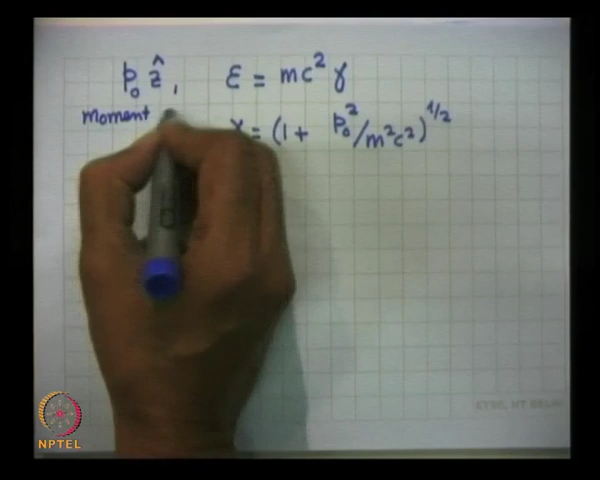 p₀ ẑ, ε = mc² γ
moment γ = (1 + p₀²/m²c²)^1/2
NPTEL